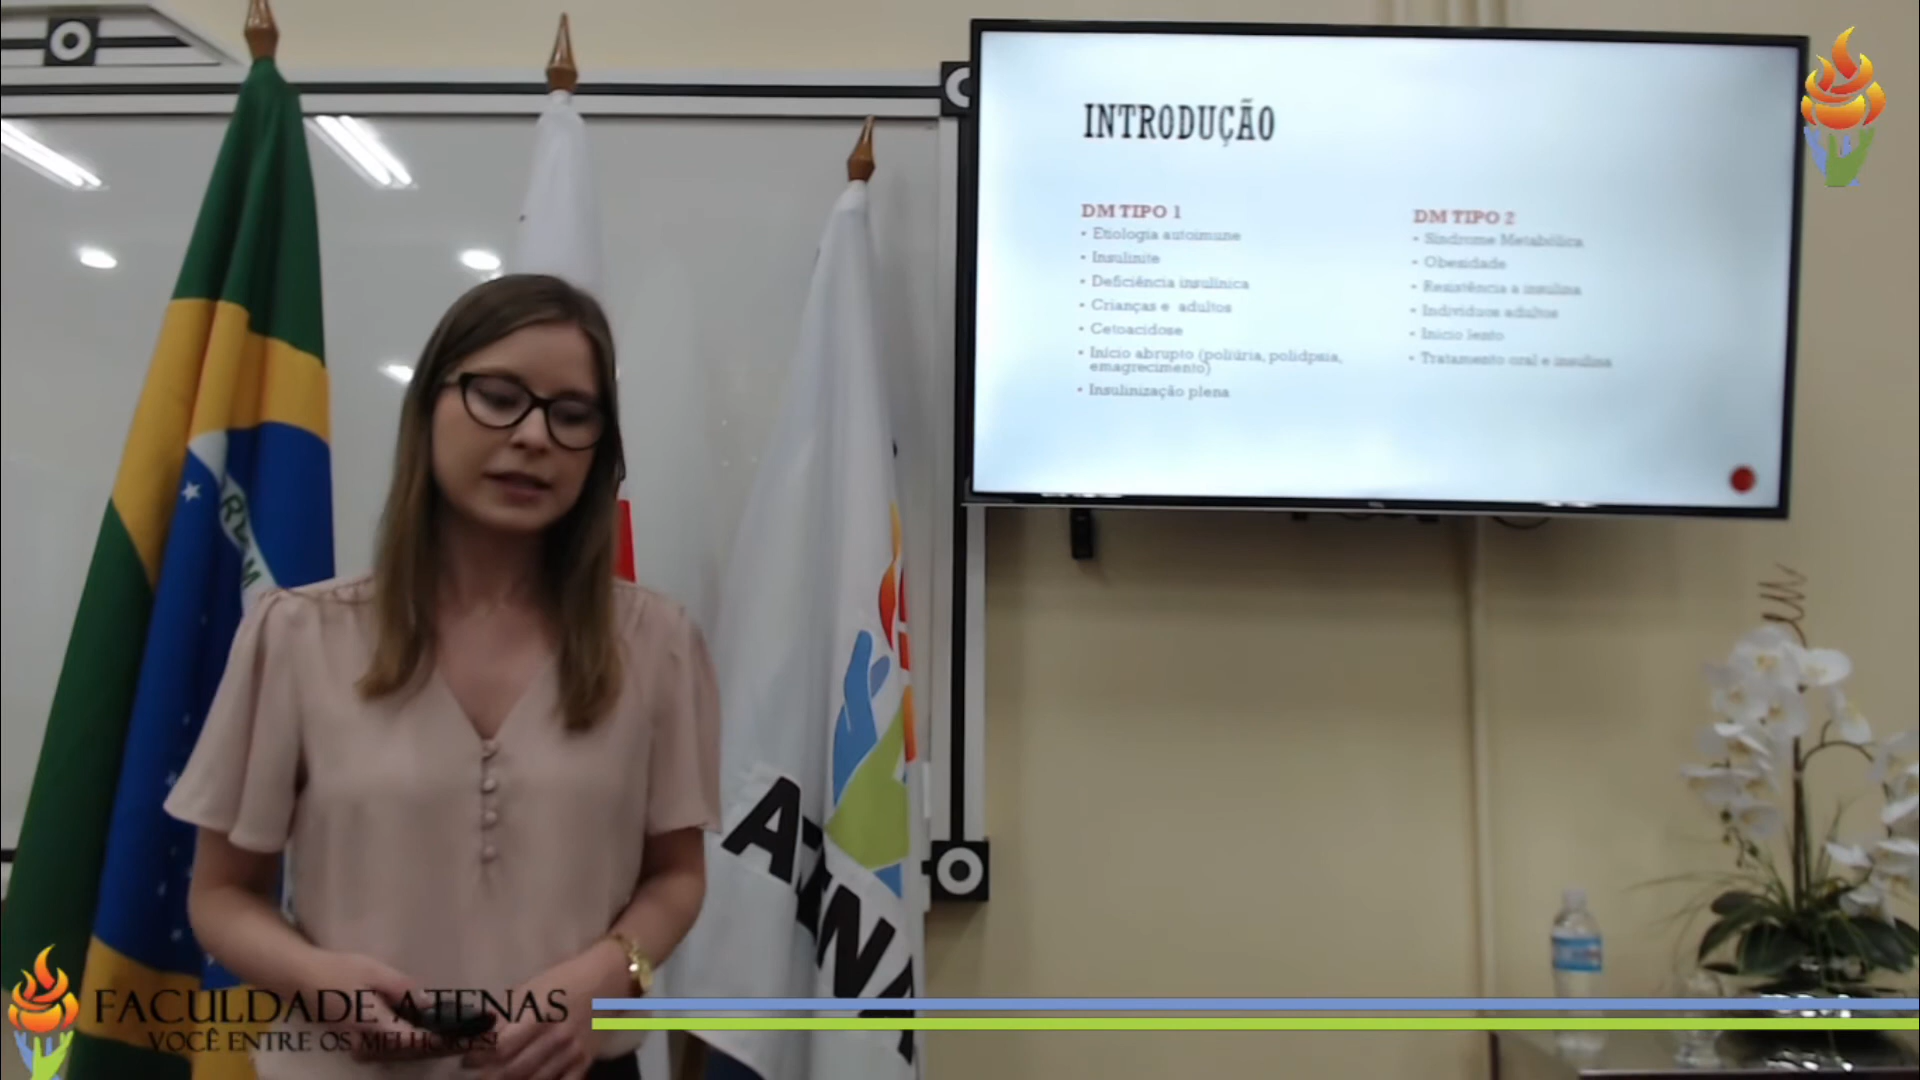 INTRODUÇÃO
DM TIPO 1
• Etiologia autoimune
• Insulinite
• Deficiência insulínica
• Crianças e adultos
• Cetoacidose
• Início abrupto (poliúria, polidpsia,
emagrecimento)
• Insulinização plena
DM TIPO 2
• Síndrome Metabólica
• Obesidade
• Resistência a insulina
• Indivíduos adultos
• Início lento
• Tratamento oral e insulina
ATENA
FACULDADE ATENAS
VOCÊ ENTRE OS MELHORES!